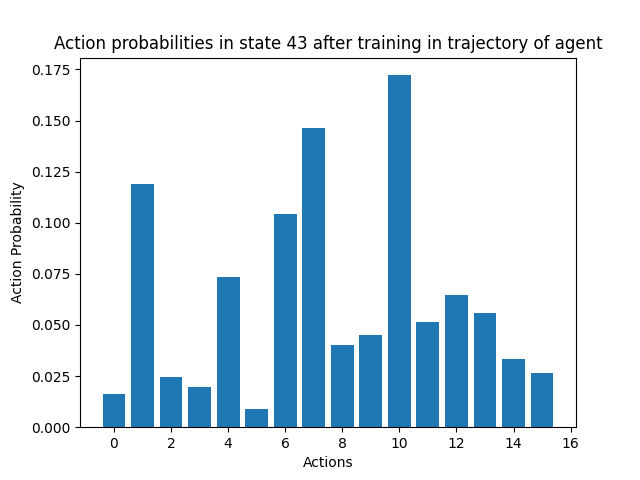 Action probabilities in state 43 after training in trajectory of agent
0.175
0.150
0.125
0.100
0.075
0.050
0.025
0.000
Action Probability
0 2 4 6 8 10 12 14 16
Actions